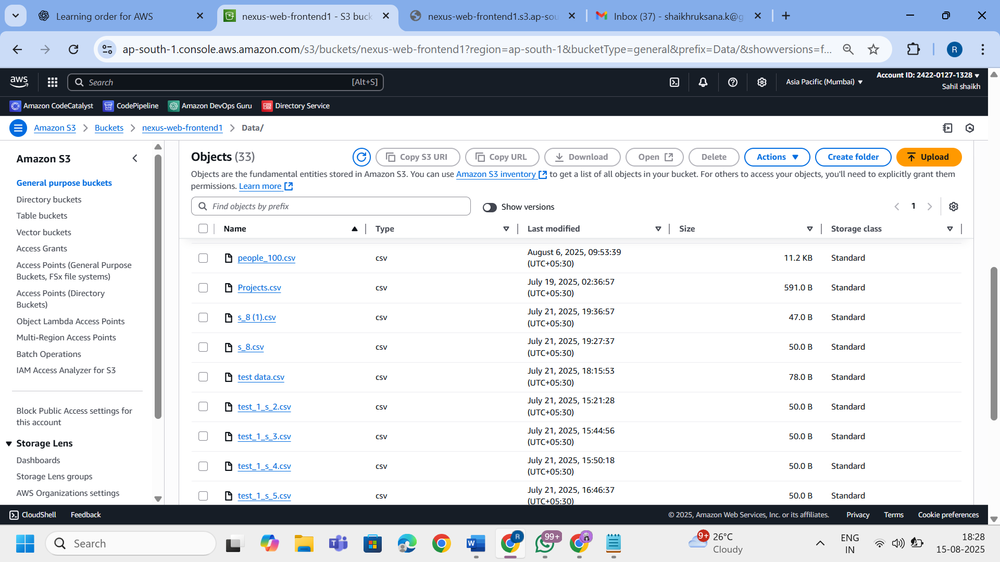 Learning order for AWS
nexus-web-frontend1 - S3 buck
nexus-web-frontend1.s3.ap-sou
Inbox (37) - shaikhruksana.k@g
ap-south-1.console.aws.amazon.com/s3/buckets/nexus-web-frontend1?region=ap-south-1&bucketType=general&prefix=Data/&showversions=f...
R
aws
Search
[Alt+S]
Asia Pacific (Mumbai)
Account ID: 2422-0127-1328
Sahil shaikh
Amazon CodeCatalyst
CodePipeline
Amazon DevOps Guru
Directory Service
Amazon S3
Buckets
nexus-web-frontend1
Data/
Amazon S3
General purpose buckets
Directory buckets
Table buckets
Vector buckets
Access Grants
Access Points (General Purpose
Buckets, FSx file systems)
Access Points (Directory
Buckets)
Object Lambda Access Points
Multi-Region Access Points
Batch Operations
IAM Access Analyzer for S3
Block Public Access settings for
this account
Storage Lens
Dashboards
Storage Lens groups
AWS Organizations settings
Objects (33)
Copy S3 URI
Copy URL
Download
Open
Delete
Actions
Create folder
Upload
Objects are the fundamental entities stored in Amazon S3. You can use Amazon S3 inventory to get a list of all objects in your bucket. For others to access your objects, you'll need to explicitly grant them
permissions. Learn more
Find objects by prefix
Show versions
1
Name
Type
Last modified
Size
Storage class
people_100.csv
csv
August 6, 2025, 09:53:39
(UTC+05:30)
11.2 KB
Standard
Projects.csv
csv
July 19, 2025, 02:36:57
(UTC+05:30)
591.0 B
Standard
s_8 (1).csv
csv
July 21, 2025, 19:36:57
(UTC+05:30)
47.0 B
Standard
s_8.csv
csv
July 21, 2025, 19:27:37
(UTC+05:30)
50.0 B
Standard
test data.csv
csv
July 21, 2025, 18:15:53
(UTC+05:30)
78.0 B
Standard
test_1_s_2.csv
csv
July 21, 2025, 15:21:28
(UTC+05:30)
50.0 B
Standard
test_1_s_3.csv
csv
July 21, 2025, 15:44:56
(UTC+05:30)
50.0 B
Standard
test_1_s_4.csv
csv
July 21, 2025, 15:50:18
(UTC+05:30)
50.0 B
Standard
test_1_s_5.csv
csv
July 21, 2025, 16:46:37
(UTC+05:30)
50.0 B
Standard
CloudShell
Feedback
© 2025, Amazon Web Services, Inc. or its affiliates.
Privacy
Terms
Cookie preferences
Search
R
99+
9+
26°C
Cloudy
ENG
IN
18:28
15-08-2025